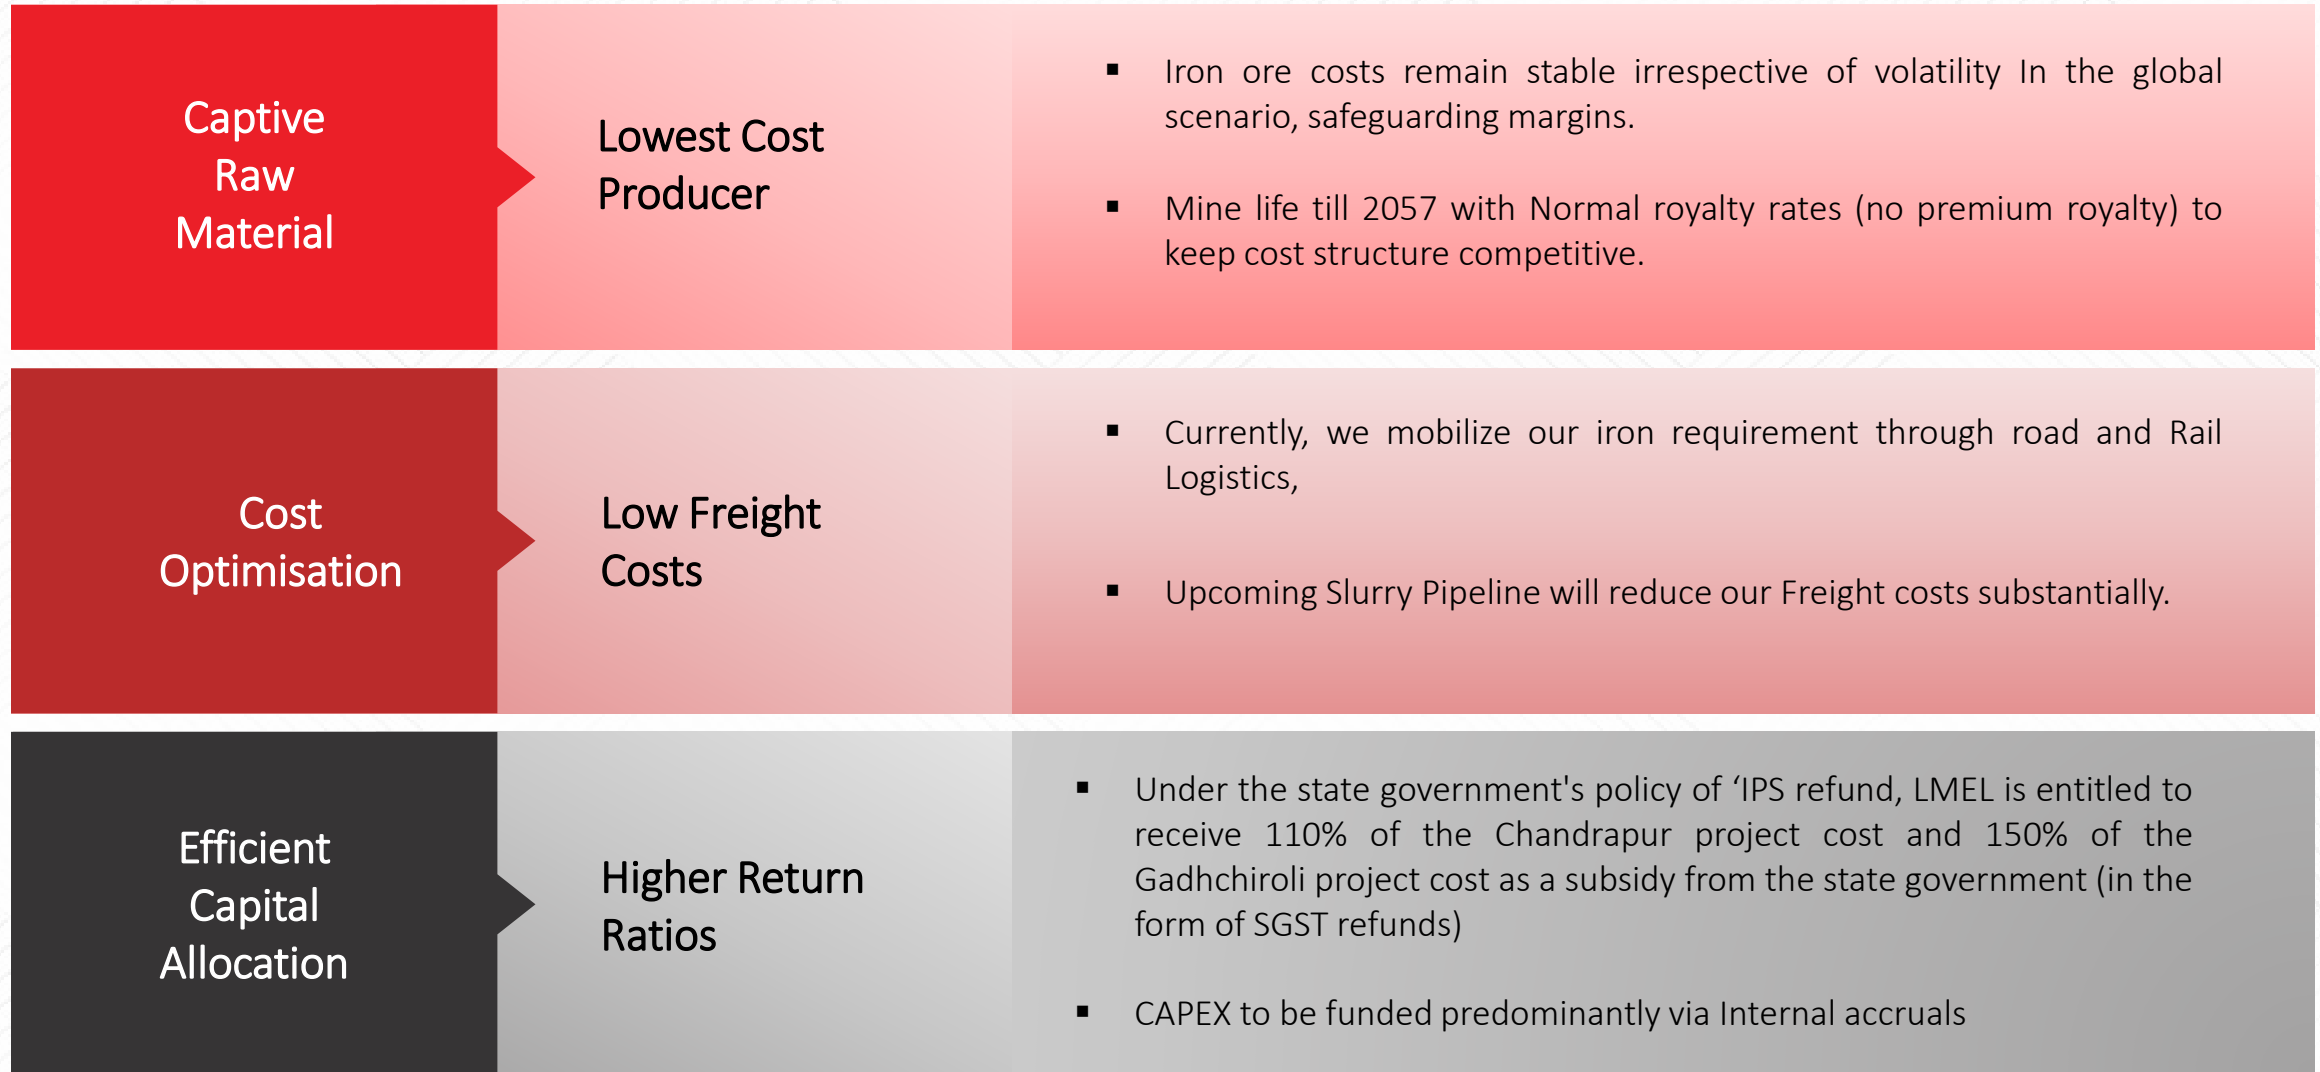 Captive
Raw
Material
Lowest Cost
Producer
▪ Iron ore costs remain stable irrespective of volatility In the global
scenario, safeguarding margins.
▪ Mine life till 2057 with Normal royalty rates (no premium royalty) to
keep cost structure competitive.
Cost
Optimisation
Low Freight
Costs
▪ Currently, we mobilize our iron requirement through road and Rail
Logistics,
▪ Upcoming Slurry Pipeline will reduce our Freight costs substantially.
Efficient
Capital
Allocation
Higher Return
Ratios
▪ Under the state government's policy of ‘IPS refund, LMEL is entitled to
receive 110% of the Chandrapur project cost and 150% of the
Gadhchiroli project cost as a subsidy from the state government (in the
form of SGST refunds)
▪ CAPEX to be funded predominantly via Internal accruals